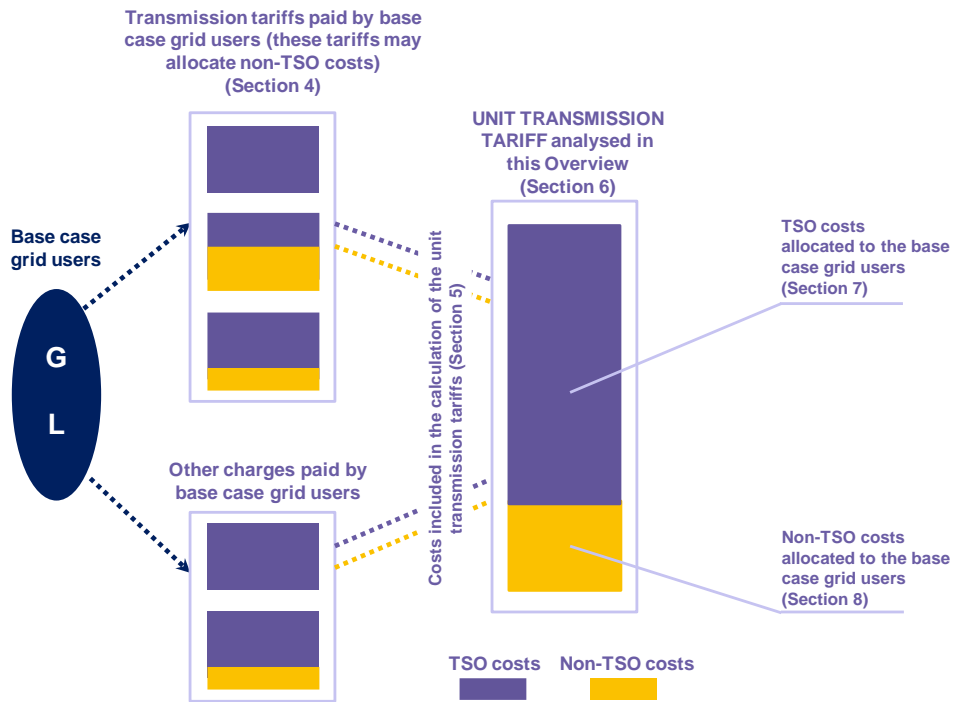 Transmission tariffs paid by base
case grid users (these tariffs may
allocate non-TSO costs)
(Section 4)
UNIT TRANSMISSION
TARIFF analysed in
this Overview
(Section 6)
Base case
grid users
G
L
Costs included in the calculation of the unit
transmission tariffs (Section 5)
TSO costs
allocated to the base
case grid users
(Section 7)
Other charges paid by
base case grid users
Non-TSO costs
allocated to the base
case grid users
(Section 8)
TSO costs
Non-TSO costs